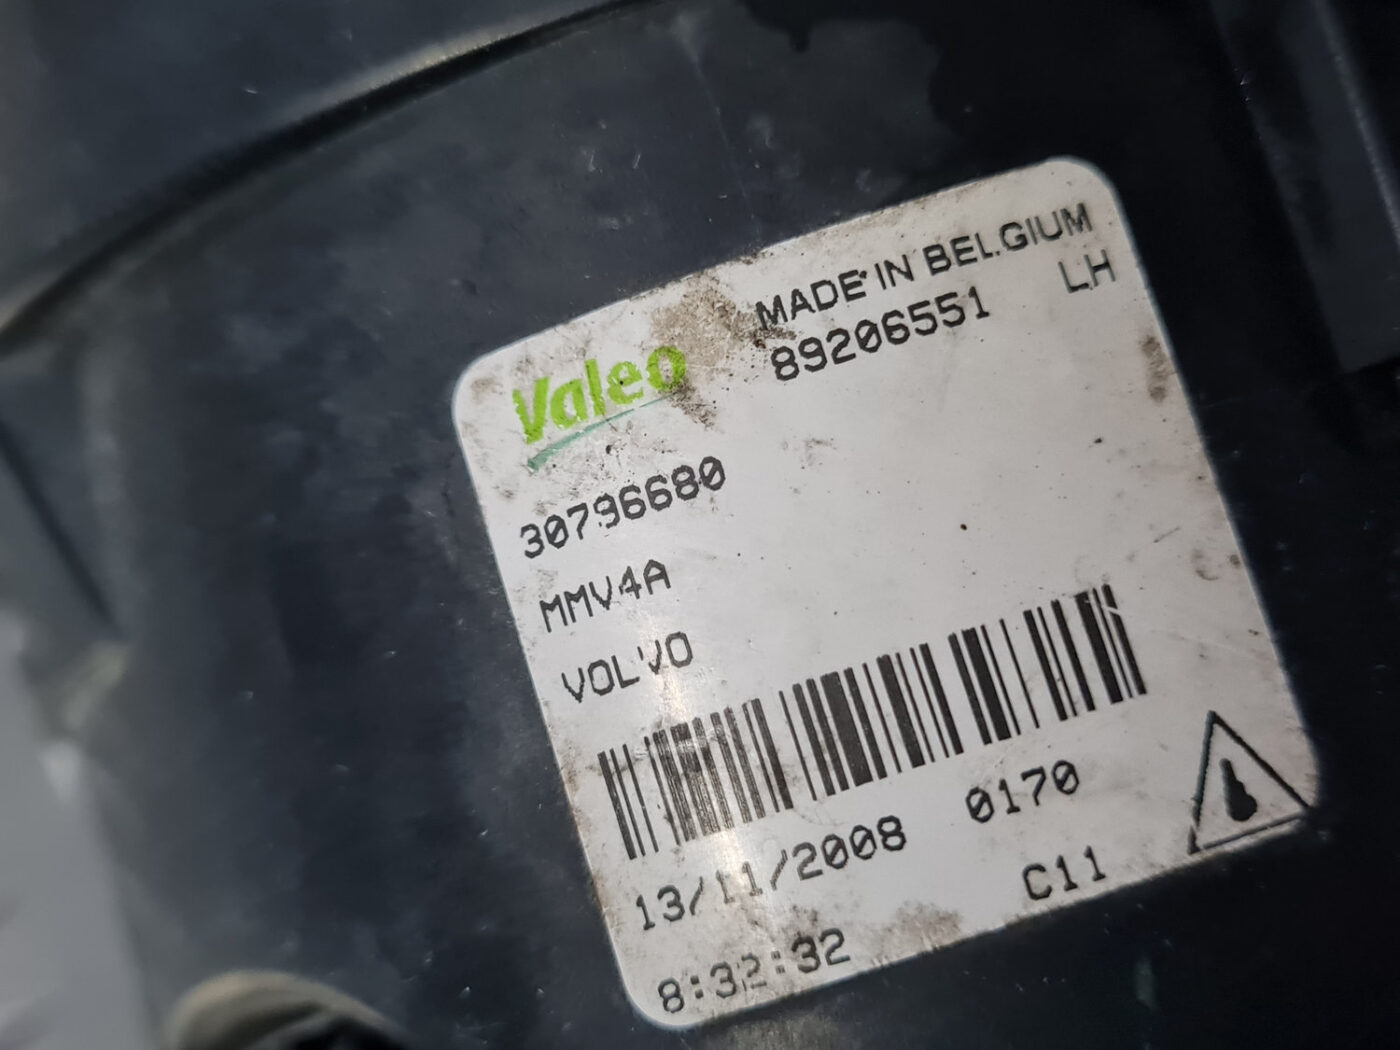 MADE IN BELGIUM
Valeo 89206551 LH
30796680
MMV4A
VOLVO
13/11/2008 0170
C11
8:32:32